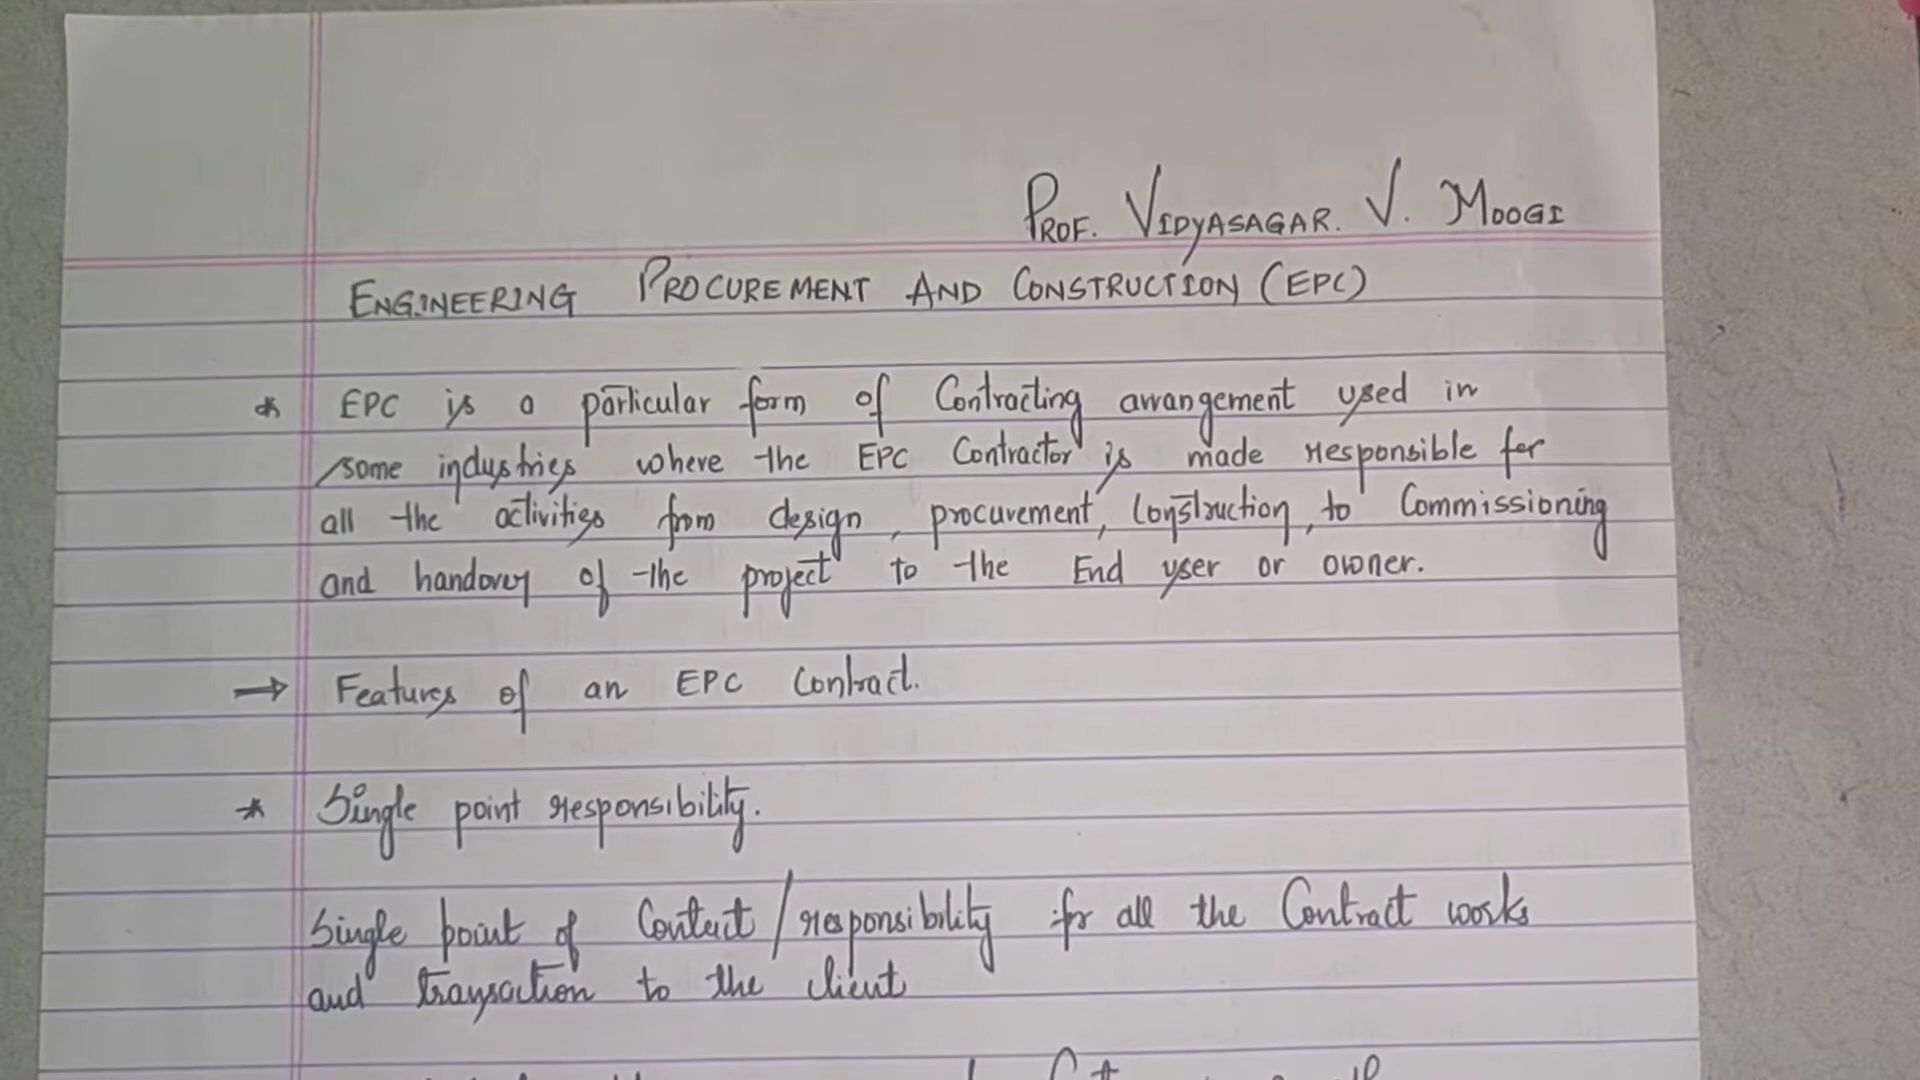 PROF. VIDYASAGAR. V. MOOGI
ENGINEERING PROCUREMENT AND CONSTRUCTION (EPC)
* EPC is a particular form of Contracting arrangement used in
some industries where the EPC Contractor is made responsible for
all the activities from design, procurement, Construction, to Commissioning
and handover of the project to the End user or owner.
→ Features of an EPC Contract.
* Single point responsibility.
Single point of Contact / responsibility for all the Contract works
and transaction to the client